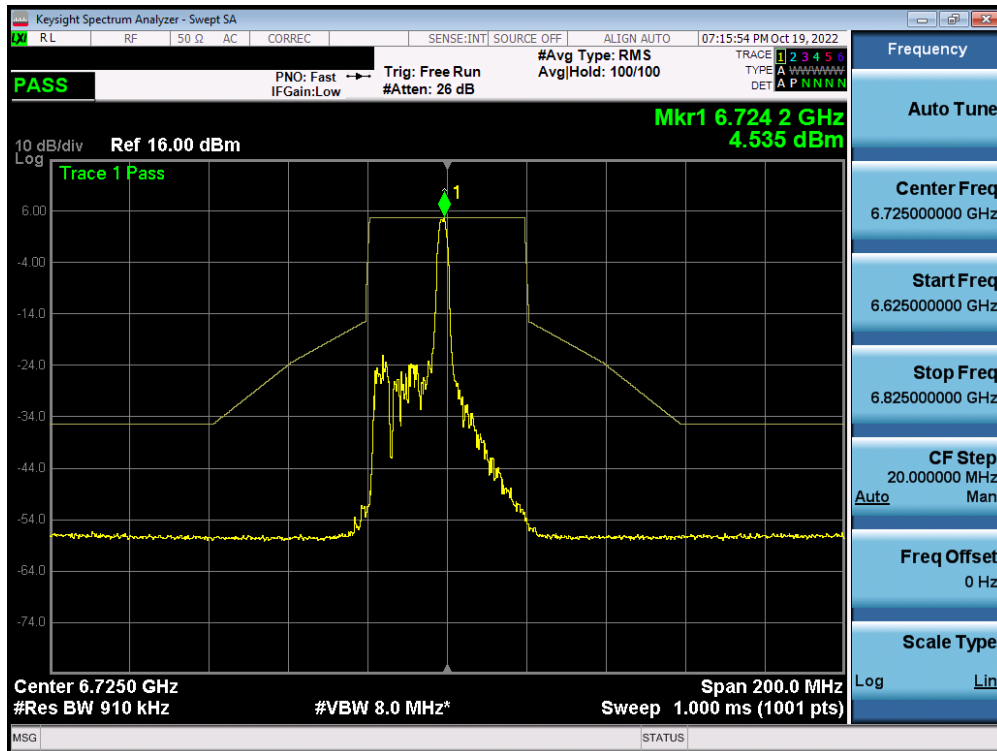 Keysight Spectrum Analyzer - Swept SA
LXI RL RF 50 Ω AC CORREC SENSE:INT SOURCE OFF ALIGN AUTO 07:15:54 PM Oct 19, 2022
PASS
PNO: Fast
IFGain:Low
Trig: Free Run
#Atten: 26 dB
#Avg Type: RMS
Avg|Hold: 100/100
TRACE 1 2 3 4 5 6
TYPE A WWWWW
DET A P N N N N
Mkr1 6.724 2 GHz
4.535 dBm
10 dB/div Ref 16.00 dBm
Log
Trace 1 Pass
1
6.00
-4.00
-14.0
-24.0
-34.0
-44.0
-54.0
-64.0
-74.0
Center 6.7250 GHz
#Res BW 910 kHz
#VBW 8.0 MHz*
Span 200.0 MHz
Sweep 1.000 ms (1001 pts)
MSG
STATUS
Frequency
Auto Tune
Center Freq
6.725000000 GHz
Start Freq
6.625000000 GHz
Stop Freq
6.825000000 GHz
CF Step
20.000000 MHz
Auto Man
Freq Offset
0 Hz
Scale Type
Log Lin